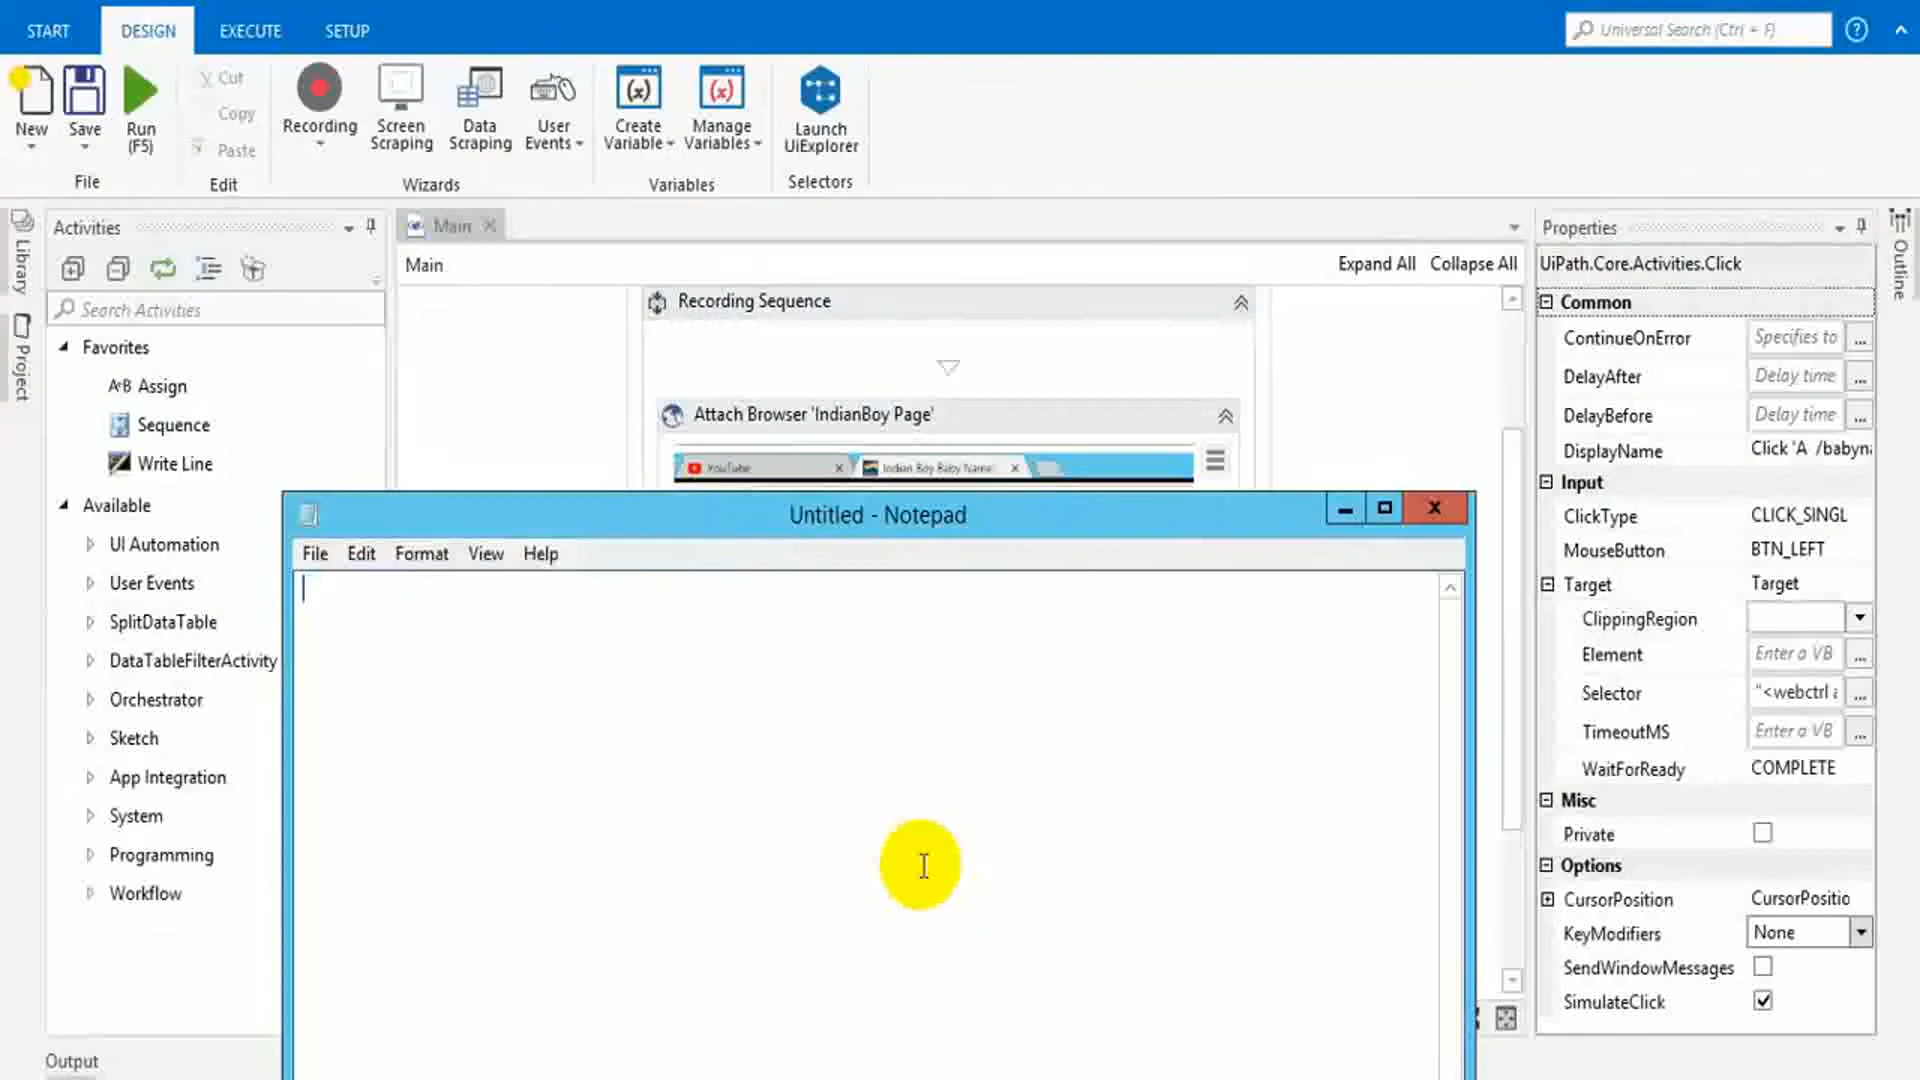 START DESIGN EXECUTE SETUP Universal Search (Ctrl + F)
New Save Run (F5)
File
Cut
Copy
Paste
Edit
Recording Screen Scraping Data Scraping User Events
Wizards
Create Variable Manage Variables
Variables
Launch UiExplorer
Selectors
Library
Project
Activities
Search Activities
Favorites
A+B Assign
Sequence
Write Line
Available
UI Automation
User Events
SplitDataTable
DataTableFilterActivity
Orchestrator
Sketch
App Integration
System
Programming
Workflow
Output
Main
Main Expand All Collapse All
Recording Sequence
Attach Browser 'IndianBoy Page'
YouTube Indian Boy Baby Name
Untitled - Notepad
File Edit Format View Help
Properties
UiPath.Core.Activities.Click
Common
ContinueOnError Specifies to ...
DelayAfter Delay time ...
DelayBefore Delay time ...
DisplayName Click 'A /babyna
Input
ClickType CLICK_SINGL
MouseButton BTN_LEFT
Target Target
ClippingRegion
Element Enter a VB ...
Selector "<webctrl a ...
TimeoutMS Enter a VB ...
WaitForReady COMPLETE
Misc
Private
Options
CursorPosition CursorPositio
KeyModifiers None
SendWindowMessages
SimulateClick
Outline